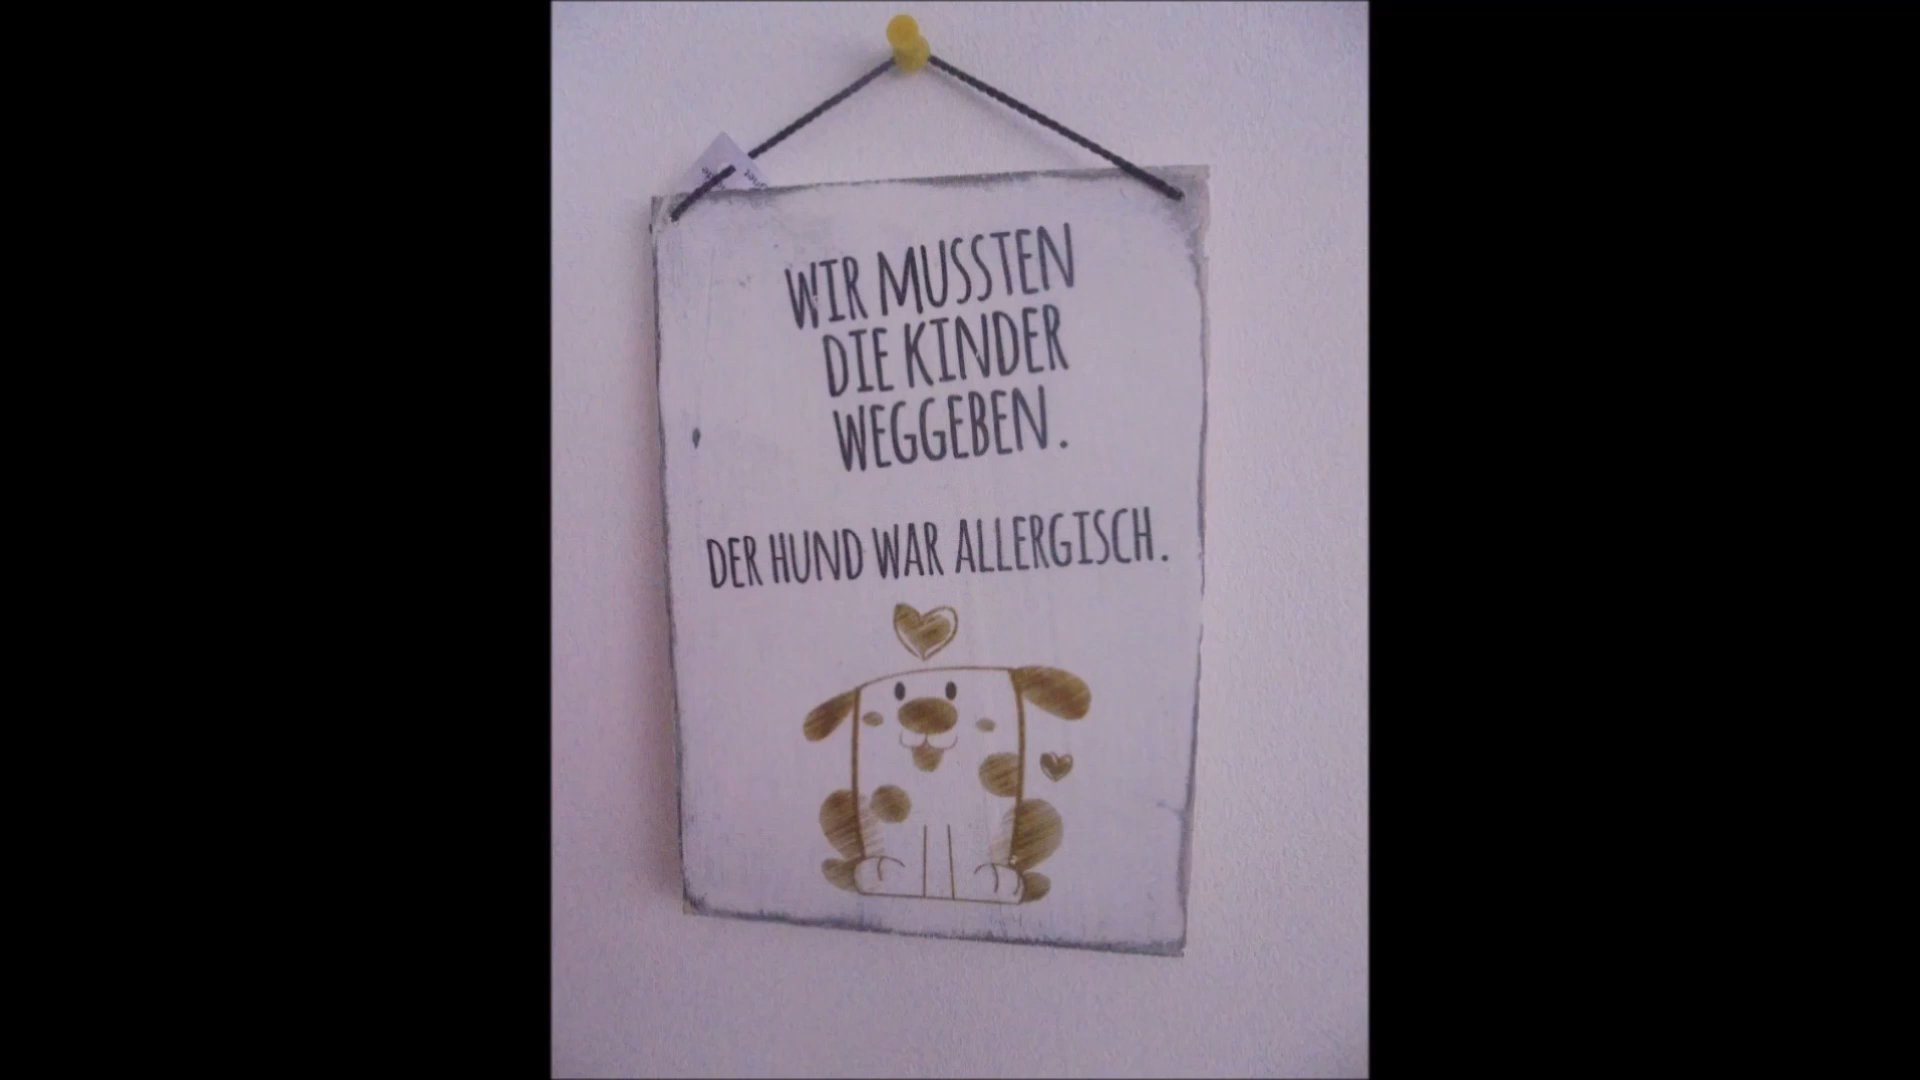 WIR MUSSTEN
DIE KINDER
WEGGEBEN.
DER HUND WAR ALLERGISCH.